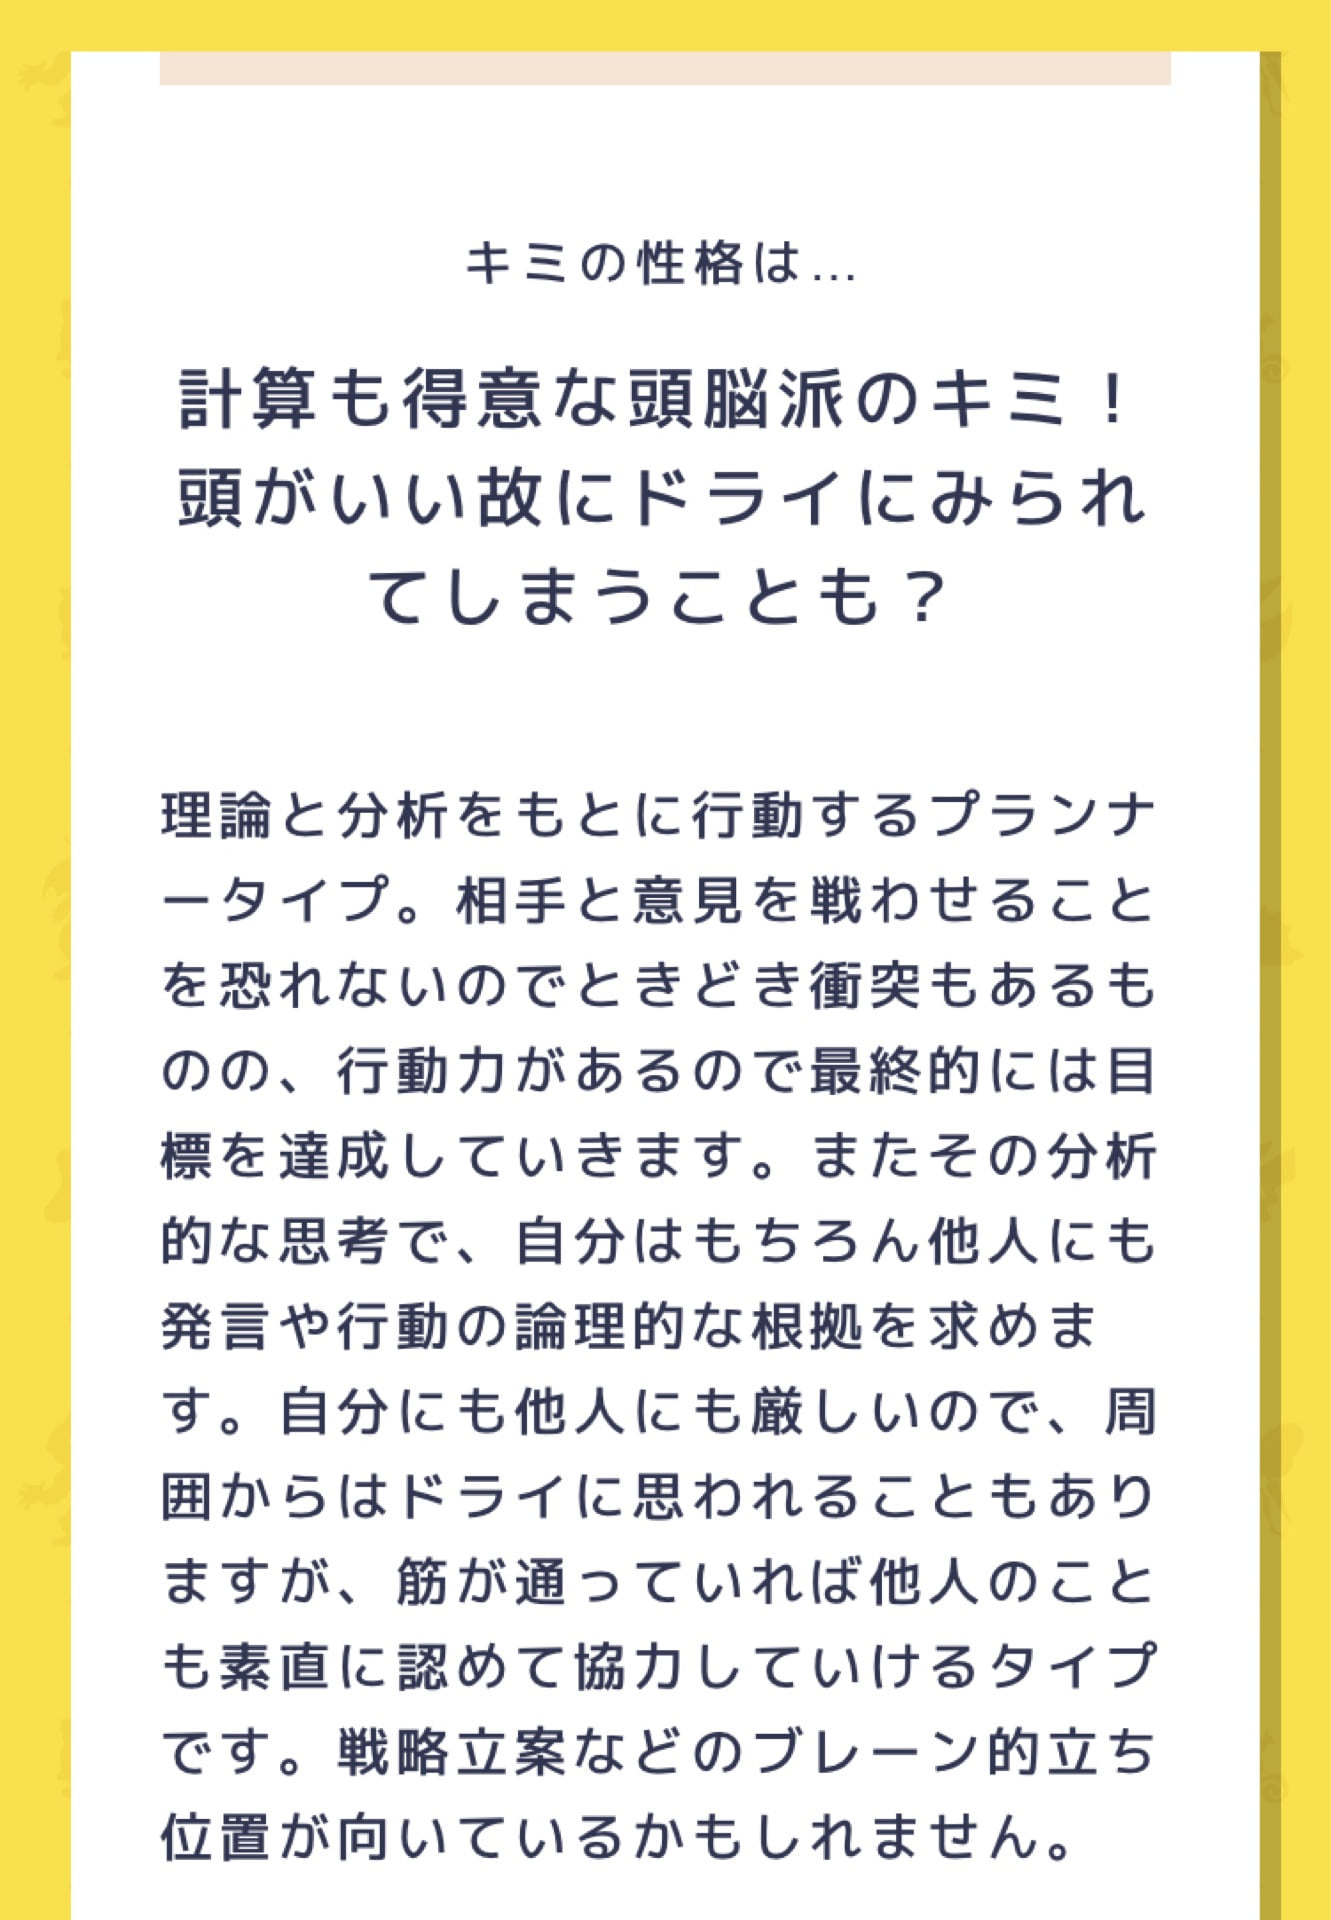 キミの性格は…
計算も得意な頭脳派のキミ！
頭がいい故にドライにみられ
てしまうことも？
理論と分析をもとに行動するプランナ
ータイプ。相手と意見を戦わせること
を恐れないのでときどき衝突もあるも
のの、行動力があるので最終的には目
標を達成していきます。またその分析
的な思考で、自分はもちろん他人にも
発言や行動の論理的な根拠を求めま
す。自分にも他人にも厳しいので、周
囲からはドライに思われることもあり
ますが、筋が通っていれば他人のこと
も素直に認めて協力していけるタイプ
です。戦略立案などのブレーン的立ち
位置が向いているかもしれません。